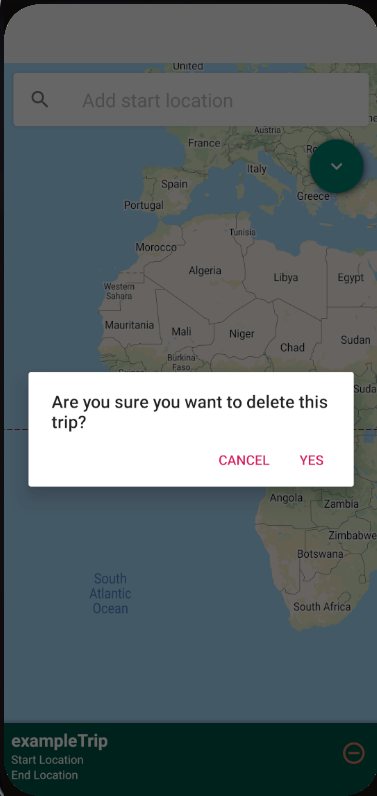 United
Add start location
Austria
France
Italy
Spain
Greece
Portugal
Tunisia
Morocco
Algeria
Libya
Egypt
Western
Sahara
Mauritania
Mali
Niger
Chad
Sudan
Burkina
Faso
Are you sure you want to delete this
trip?
CANCEL YES
Angola
Zambia
Zimbabwe
Botswana
South
Atlantic
Ocean
South Africa
exampleTrip
Start Location
End Location